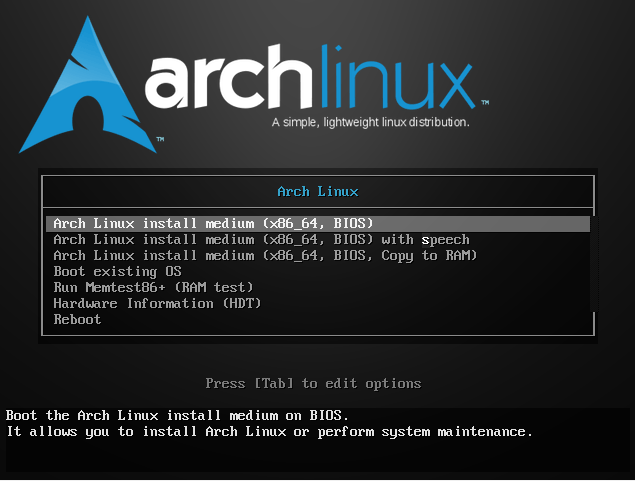 archlinux™
A simple, lightweight linux distribution.
™
Arch Linux
Arch Linux install medium (x86_64, BIOS)
Arch Linux install medium (x86_64, BIOS) with speech
Arch Linux install medium (x86_64, BIOS, Copy to RAM)
Boot existing OS
Run Memtest86+ (RAM test)
Hardware Information (HDT)
Reboot
Press [Tab] to edit options
Boot the Arch Linux install medium on BIOS.
It allows you to install Arch Linux or perform system maintenance.